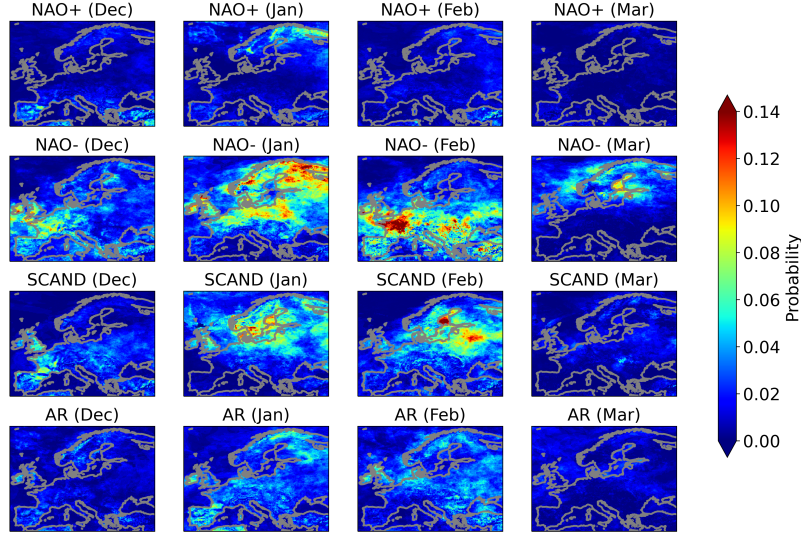 NAO+ (Dec) NAO+ (Jan) NAO+ (Feb) NAO+ (Mar)
NAO- (Dec) NAO- (Jan) NAO- (Feb) NAO- (Mar)
SCAND (Dec) SCAND (Jan) SCAND (Feb) SCAND (Mar)
AR (Dec) AR (Jan) AR (Feb) AR (Mar)
0.14
0.12
0.10
0.08
0.06
0.04
0.02
0.00
Probability